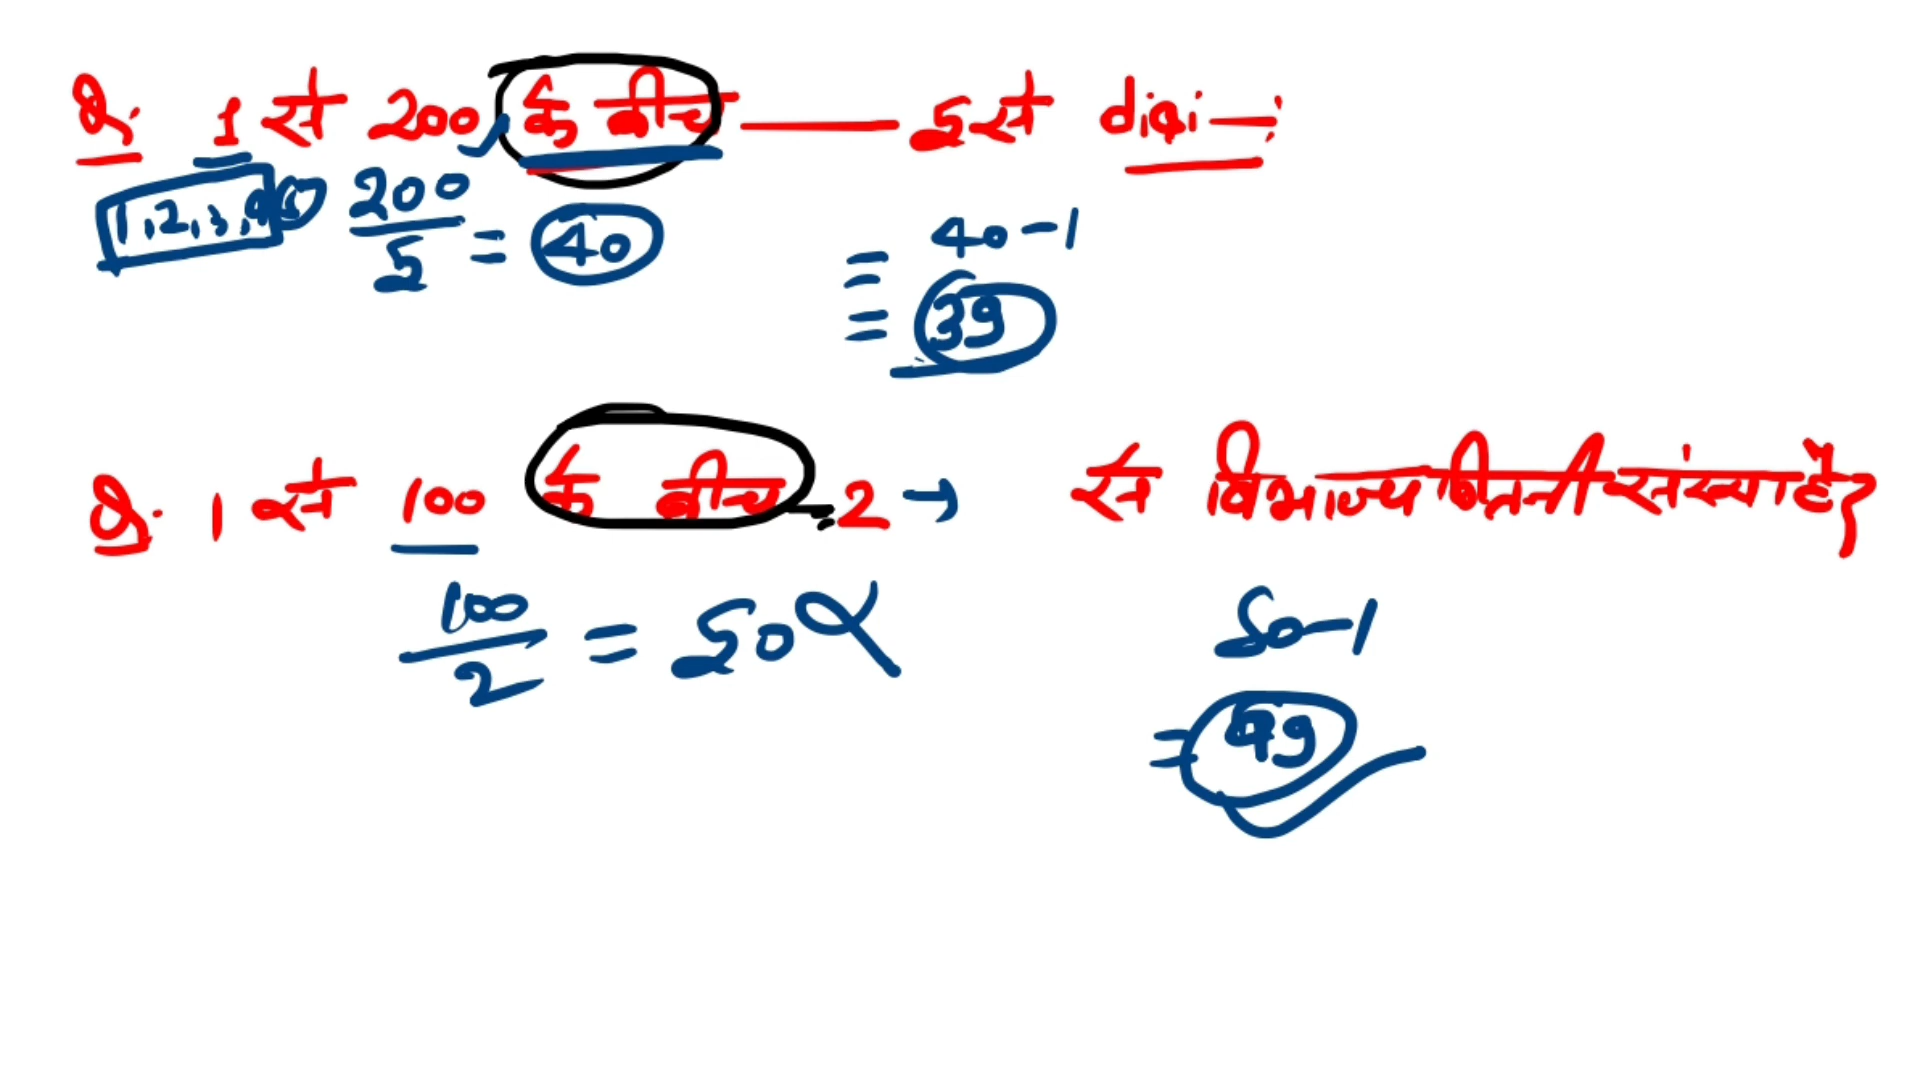 Q. 1 से 200 के बीच —— 5 से divi—:
1,2,3,4,5 200/5 = 40
= 40-1
= 39
Q. 1 से 100 के बीच -: 2 → से विभाज्य कितनी संख्या है?
100/2 = 50 50-1
= 49